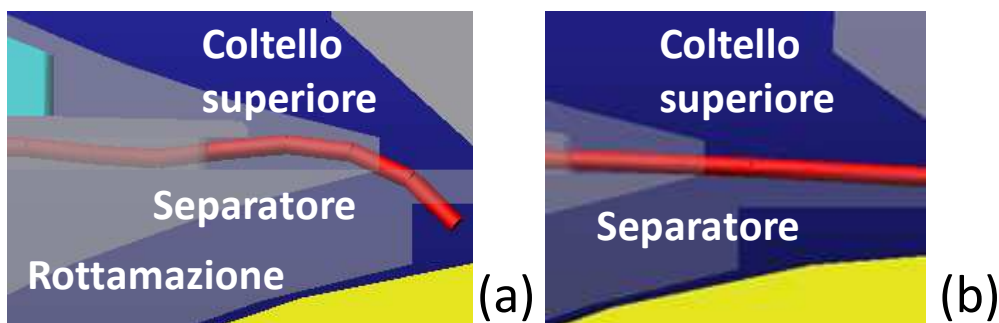 Coltello
superiore
Separatore
Rottamazione
(a)
Coltello
superiore
Separatore
(b)